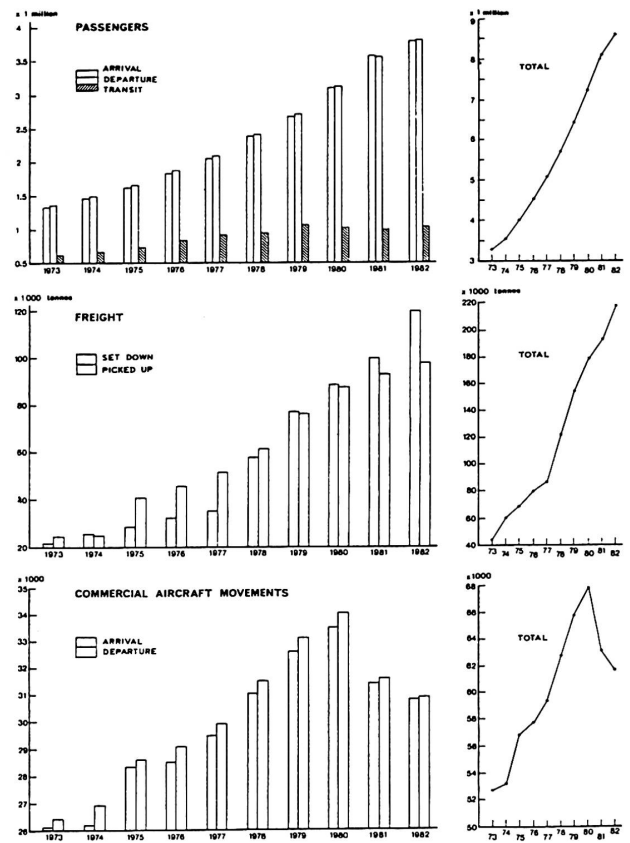 x 1 million
PASSENGERS
ARRIVAL
DEPARTURE
TRANSIT
4
3.5
3
2.5
2
1.5
1
0.5
1973 1974 1975 1976 1977 1978 1979 1980 1981 1982
x 1 million
TOTAL
9
8
7
6
5
4
3
73 74 75 76 77 78 79 80 81 82
x 1000 tonnes
FREIGHT
SET DOWN
PICKED UP
120
100
80
60
40
20
1973 1974 1975 1976 1977 1978 1979 1980 1981 1982
x 1000 tonnes
TOTAL
220
200
180
160
140
120
100
80
60
40
73 74 75 76 77 78 79 80 81 82
x 1000
COMMERCIAL AIRCRAFT MOVEMENTS
ARRIVAL
DEPARTURE
35
34
33
32
31
30
29
28
27
26
1973 1974 1975 1976 1977 1978 1979 1980 1981 1982
x1000
TOTAL
68
66
64
62
60
58
56
54
52
50
73 74 75 76 77 78 79 80 81 82